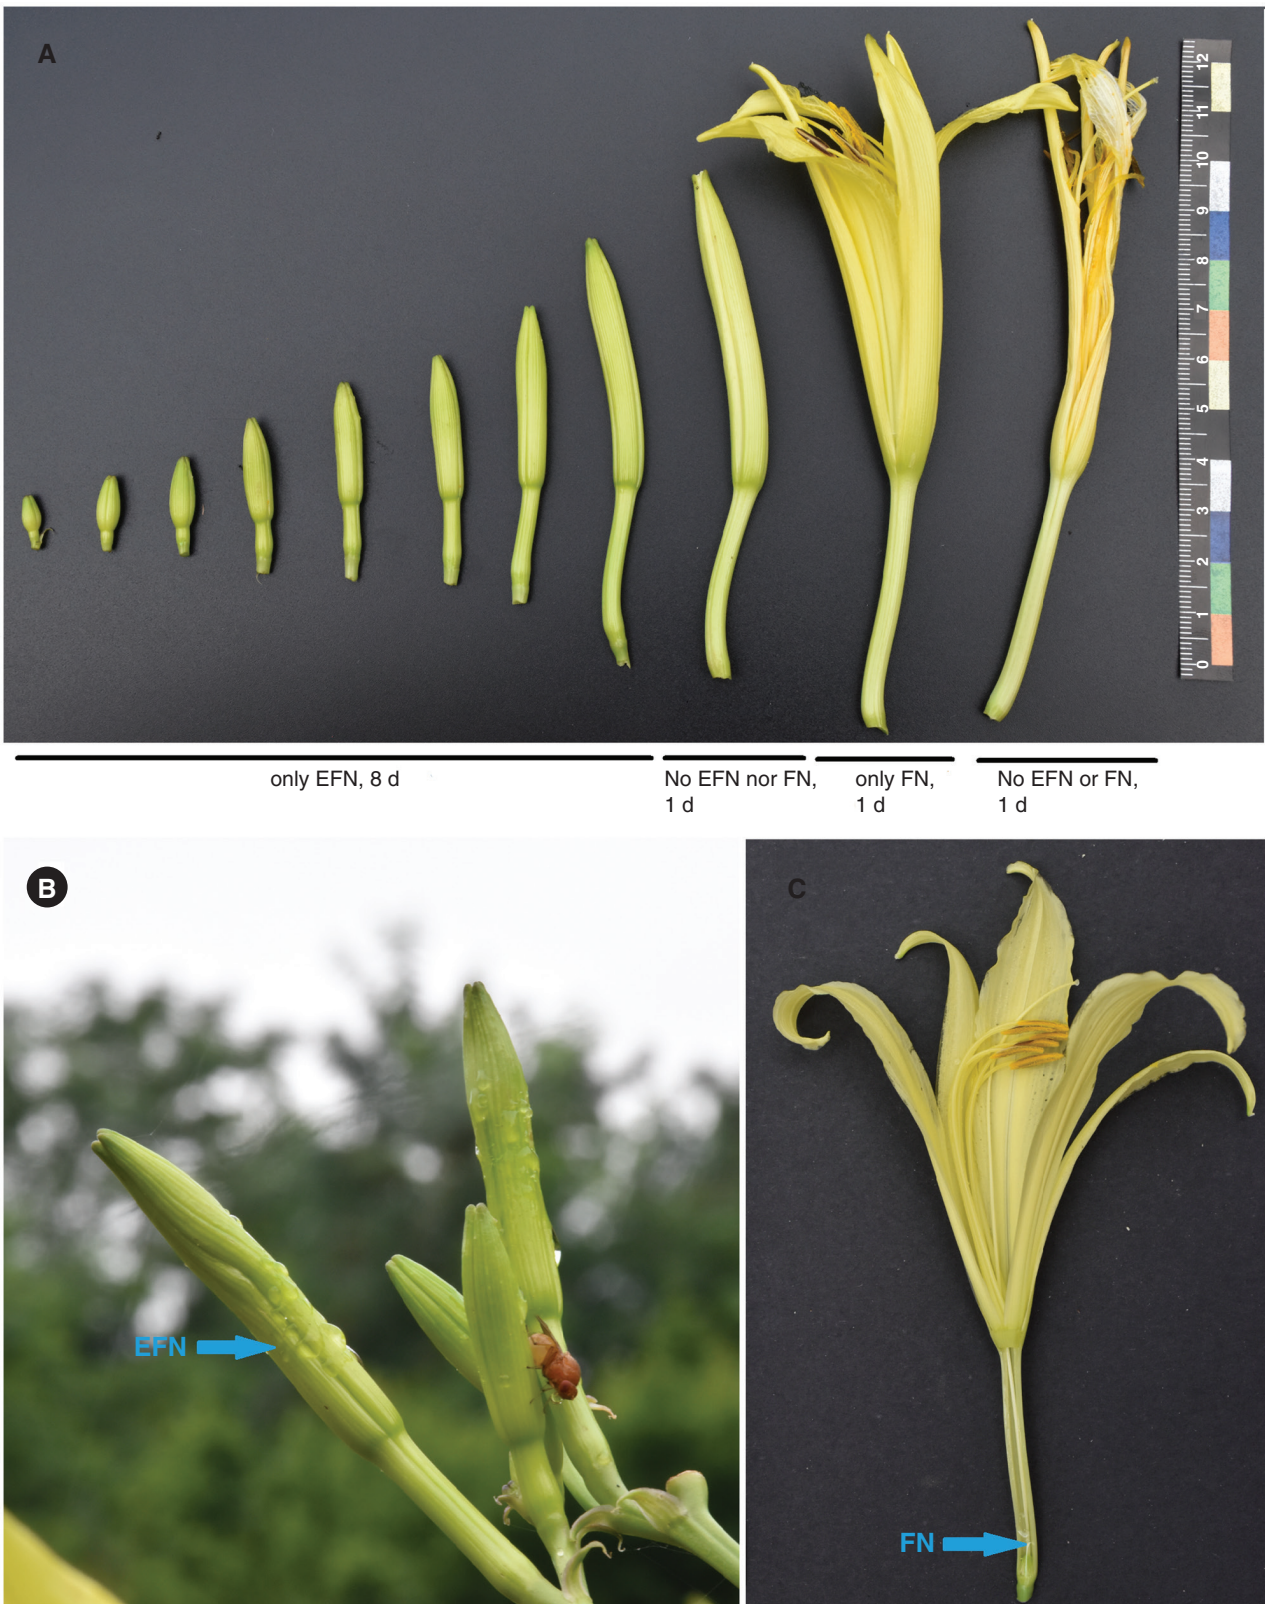 A
12
11
10
9
8
7
6
5
4
3
2
1
0
only EFN, 8 d
No EFN nor FN,
1 d
only FN,
1 d
No EFN or FN,
1 d
B
EFN
C
FN